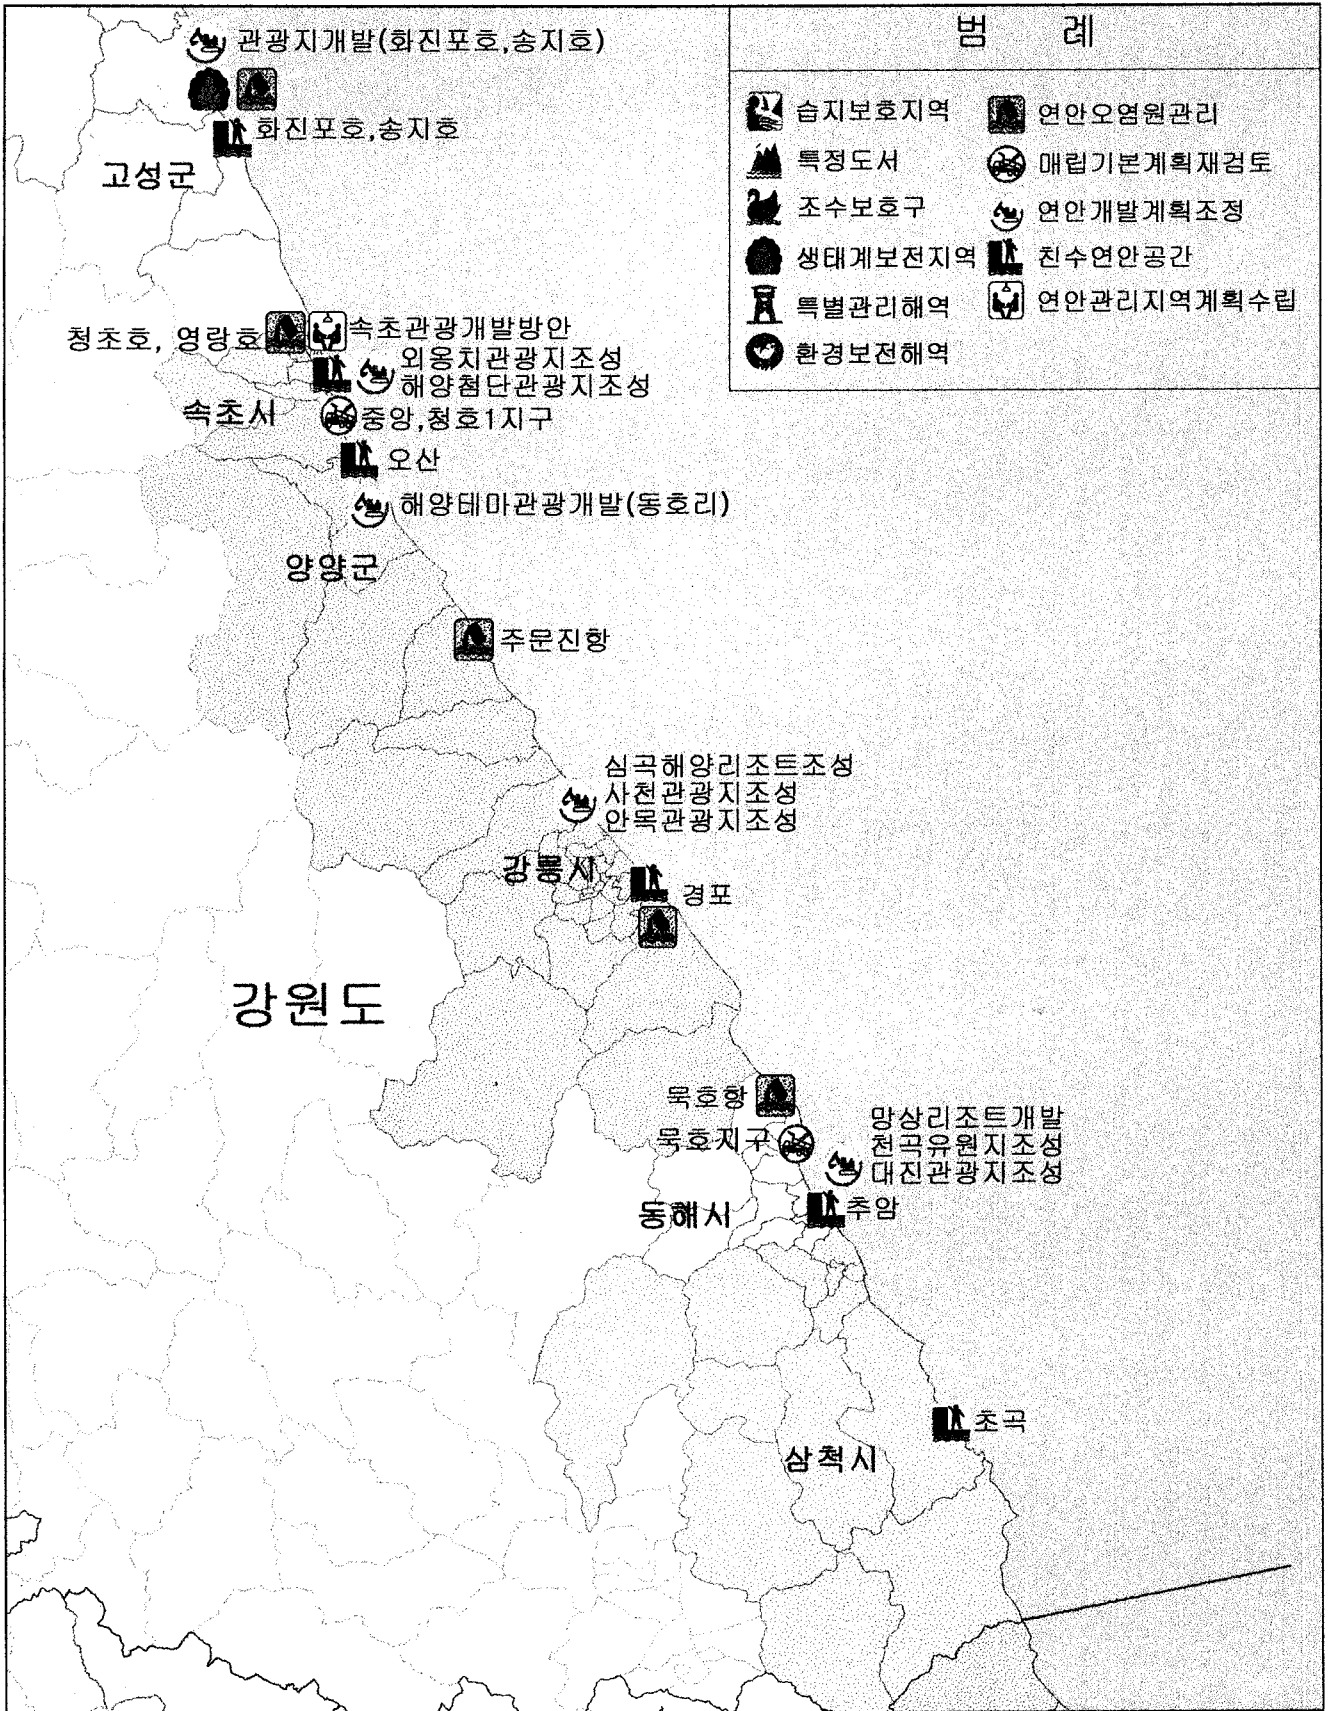 범 례
습지보호지역
특정도서
조수보호구
생태계보전지역
특별관리해역
환경보전해역
연안오염원관리
매립기본계획재검토
연안개발계획조정
친수연안공간
연안관리지역계획수립
관광지개발(화진포호,송지호)
화진포호,송지호
고성군
청초호, 영랑호
속초관광개발방안
외옹치관광지조성
해양첨단관광지조성
속초시
중앙,청호1지구
오산
해양테마관광개발(동호리)
양양군
주문진항
심곡해양리조트조성
사천관광지조성
안목관광지조성
강릉시
경포
강원도
묵호항
묵호지구
망상리조트개발
천곡유원지조성
대진관광지조성
동해시
추암
초곡
삼척시